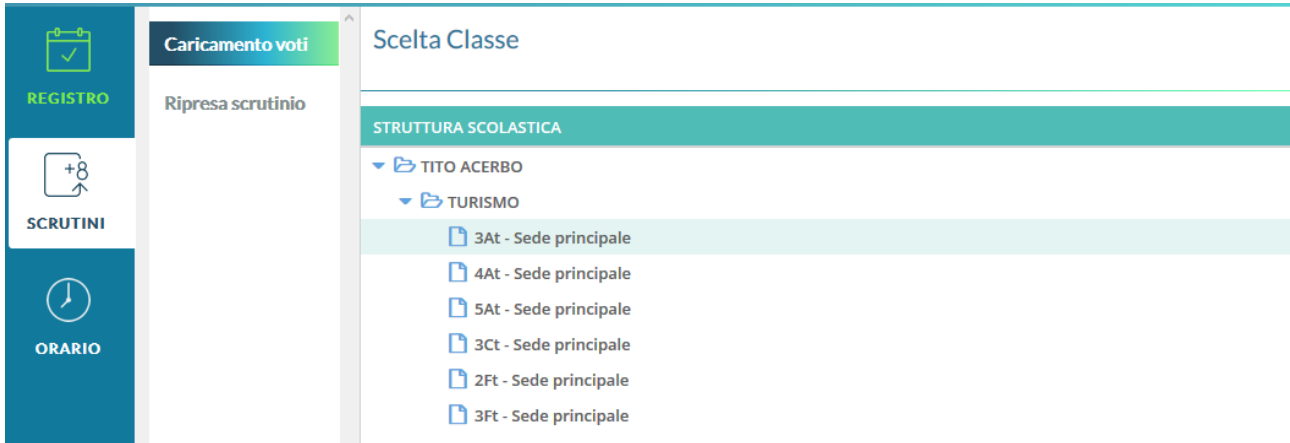 REGISTRO
+8
SCRUTINI
ORARIO
Caricamento voti
Ripresa scrutinio
Scelta Classe
STRUTTURA SCOLASTICA
TITO ACERBO
TURISMO
3At - Sede principale
4At - Sede principale
5At - Sede principale
3Ct - Sede principale
2Ft - Sede principale
3Ft - Sede principale